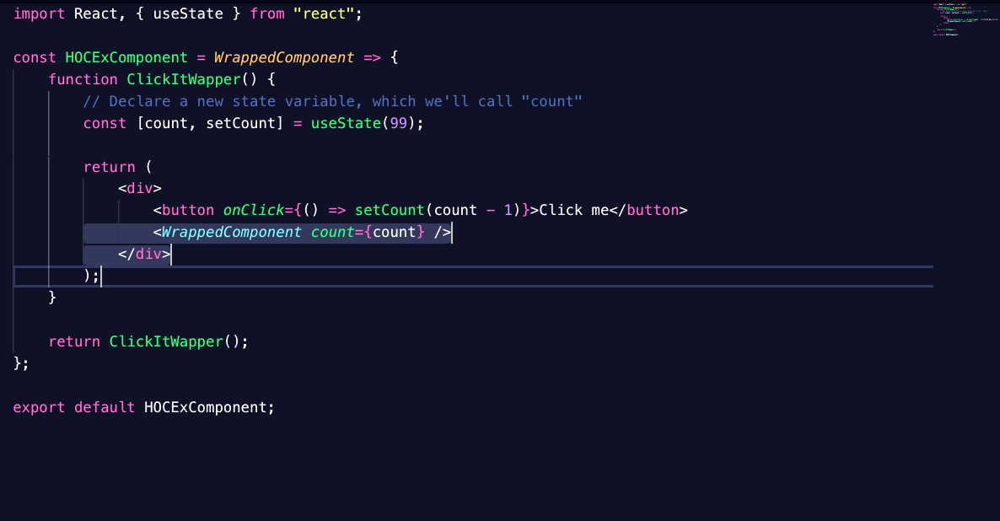 import React, { useState } from "react";
const HOCExComponent = WrappedComponent => {
function ClickItWapper() {
// Declare a new state variable, which we'll call "count"
const [count, setCount] = useState(99);
return (
<div>
<button onClick={() => setCount(count - 1)}>Click me</button>
<WrappedComponent count={count} />
</div>
);
}
return ClickItWapper();
};
export default HOCExComponent;